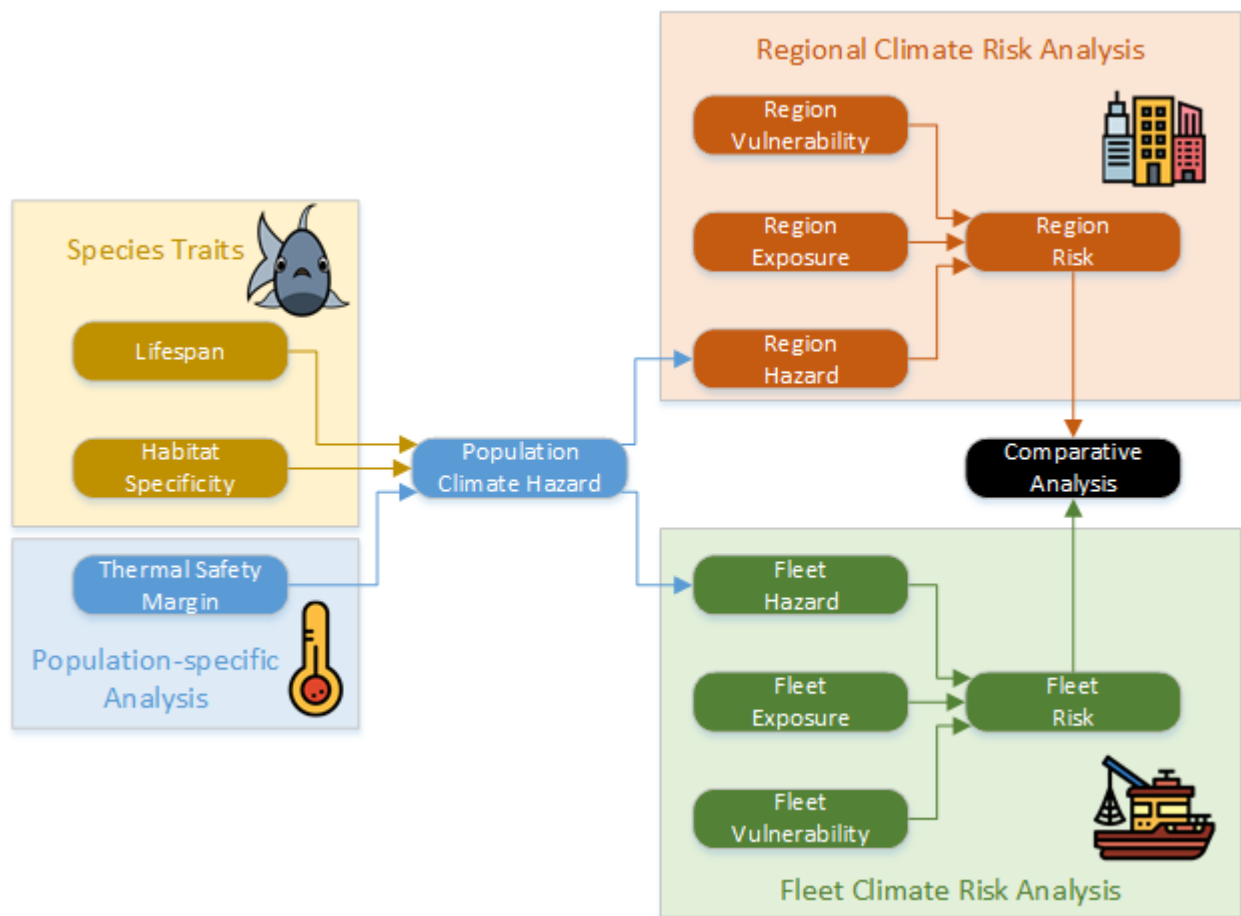 Regional Climate Risk Analysis
Region
Vulnerability
Region
Exposure
Region
Risk
Region
Hazard
Species Traits
Lifespan
Habitat
Specificity
Thermal Safety
Margin
Population-specific
Analysis
Population
Climate Hazard
Comparative
Analysis
Fleet
Hazard
Fleet
Exposure
Fleet
Risk
Fleet
Vulnerability
Fleet Climate Risk Analysis